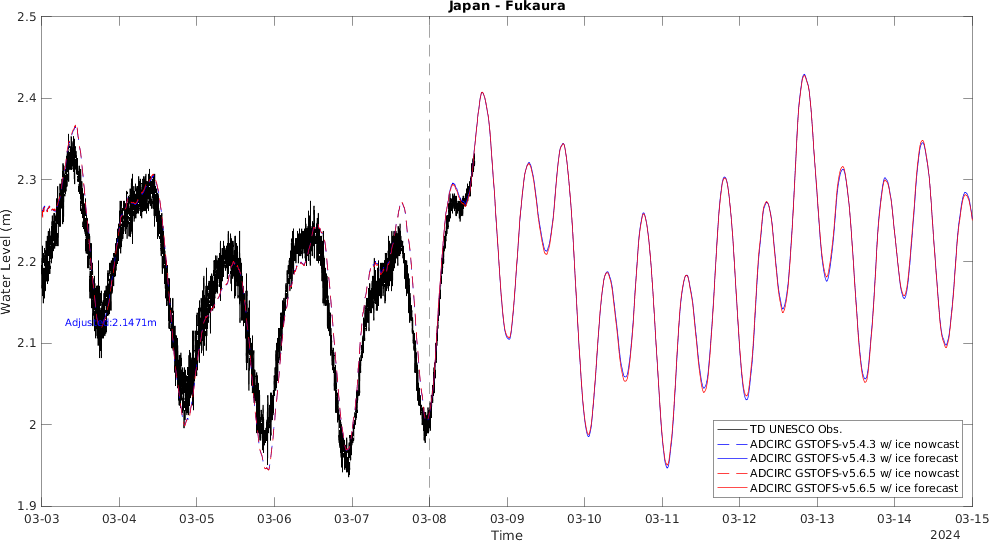 Japan - Fukaura
2.5
2.4
2.3
2.2
2.1
2
1.9
Water Level (m)
Adjusted:2.1471m
TD UNESCO Obs.
ADCIRC GSTOFS-v5.4.3 w/ ice nowcast
ADCIRC GSTOFS-v5.4.3 w/ ice forecast
ADCIRC GSTOFS-v5.6.5 w/ ice nowcast
ADCIRC GSTOFS-v5.6.5 w/ ice forecast
03-03 03-04 03-05 03-06 03-07 03-08 03-09 03-10 03-11 03-12 03-13 03-14 03-15
Time
2024